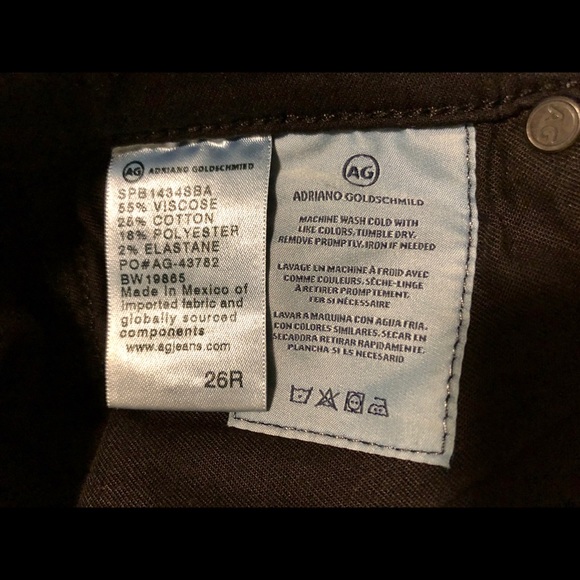 AG ADRIANO GOLDSCHMIED
SPB1434SBA
55% VISCOSE
25% COTTON
18% POLYESTER
2% ELASTANE
PO#AG-43782
BW19865
Made in Mexico of
imported fabric and
globally sourced
components
www.agjeans.com
26R
AG
ADRIANO GOLDSCHMILD
MACHINE WASH COLD WITH
LIKE COLORS, TUMBLE DRY.
REMOVE PROMPTLY. IRON IF NEEDED
LAVAGE EN MACHINE À FROID AVEC
COMME COULEURS. SÈCHE-LINGE
À RETIRER PROMPTEMENT.
FER SI NÉCESSAIRE
LAVAR A MAQUINA CON AGUA FRIA.
CON COLORES SIMILARES. SECAR EN
SECADORA RETIRAR RAPIDAMENTE.
PLANCHA SI ES NECESARIO
AG